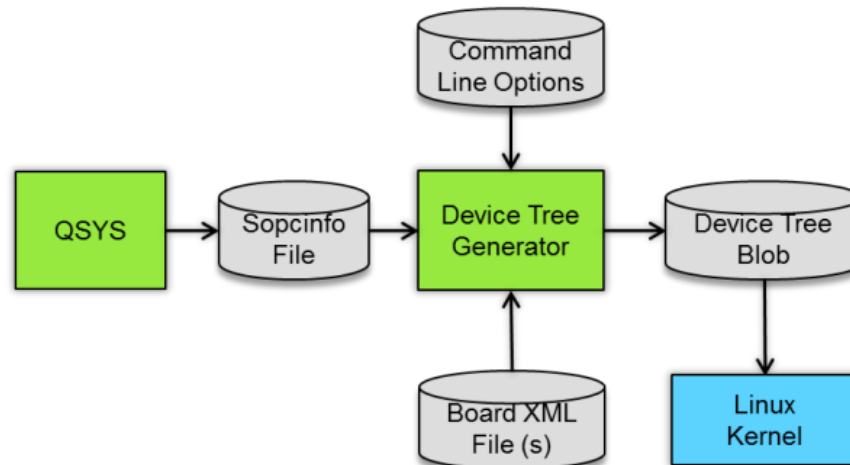 Command
Line Options
QSYS
Sopcinfo
File
Device Tree
Generator
Device Tree
Blob
Board XML
File (s)
Linux
Kernel